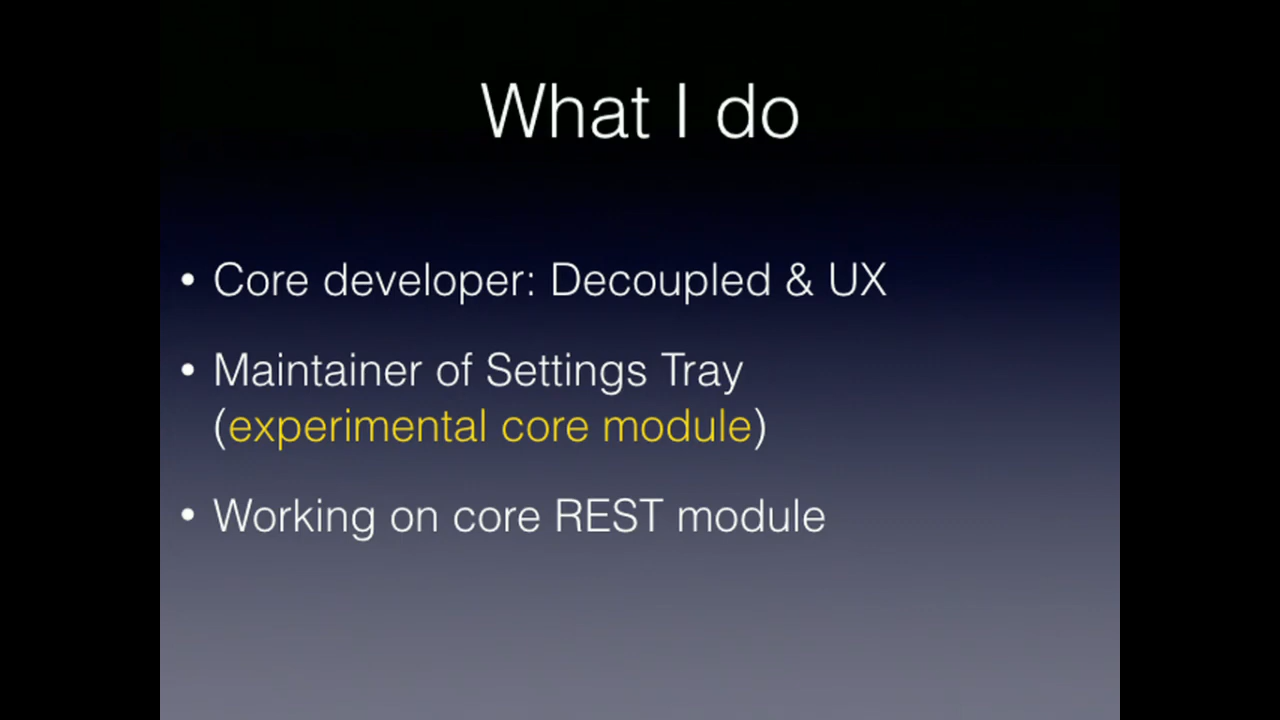 What I do
• Core developer: Decoupled & UX
• Maintainer of Settings Tray
(experimental core module)
• Working on core REST module